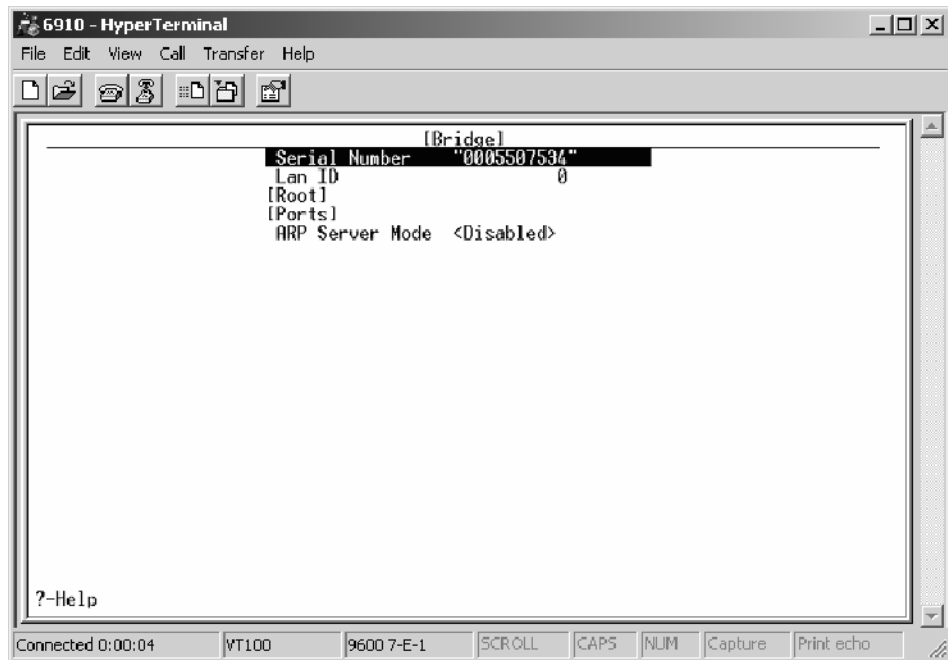 6910 - HyperTerminal
File Edit View Call Transfer Help
[Bridge]
Serial Number "0005507534"
Lan ID 0
[Root]
[Ports]
ARP Server Mode <Disabled>
?-Help
Connected 0:00:04 VT100 9600 7-E-1 SCROLL CAPS NUM Capture Print echo